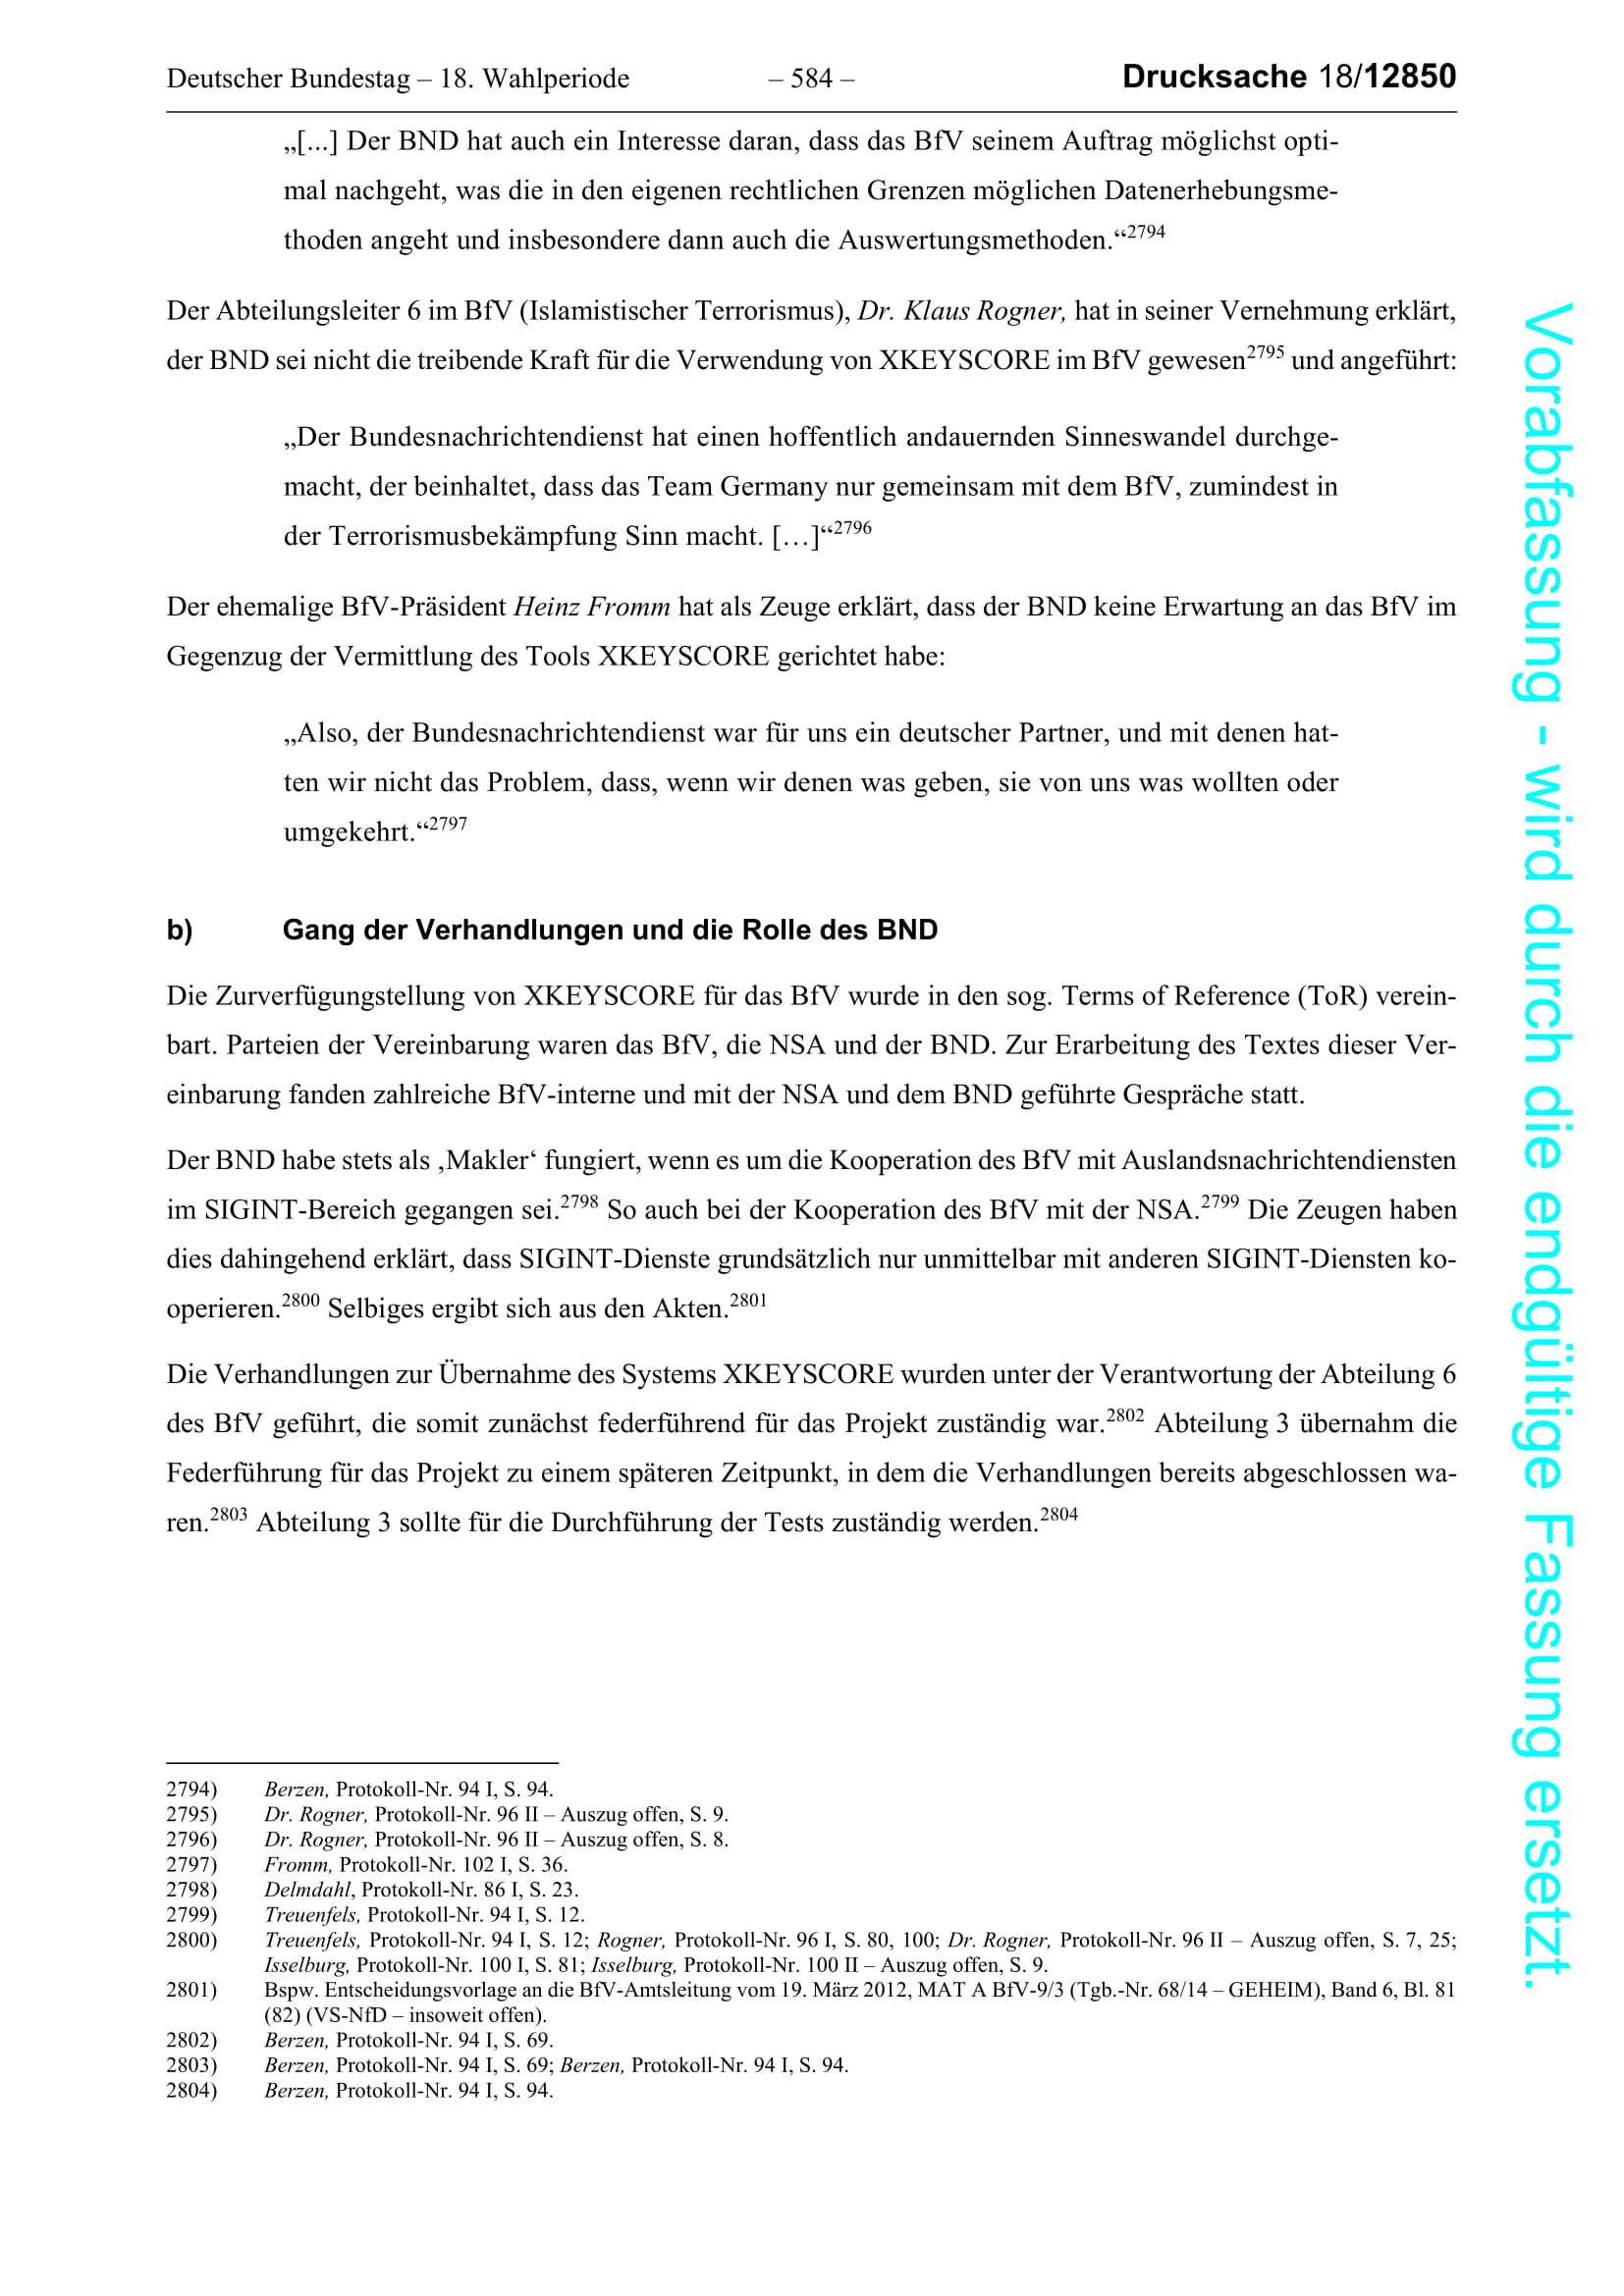 Deutscher Bundestag – 18. Wahlperiode – 584 – Drucksache 18/12850
„[...] Der BND hat auch ein Interesse daran, dass das BfV seinem Auftrag möglichst opti-
mal nachgeht, was die in den eigenen rechtlichen Grenzen möglichen Datenerhebungsme-
thoden angeht und insbesondere dann auch die Auswertungsmethoden.“2794
Der Abteilungsleiter 6 im BfV (Islamistischer Terrorismus), Dr. Klaus Rogner, hat in seiner Vernehmung erklärt,
der BND sei nicht die treibende Kraft für die Verwendung von XKEYSCORE im BfV gewesen2795 und angeführt:
„Der Bundesnachrichtendienst hat einen hoffentlich andauernden Sinneswandel durchge-
macht, der beinhaltet, dass das Team Germany nur gemeinsam mit dem BfV, zumindest in
der Terrorismusbekämpfung Sinn macht. […]“2796
Der ehemalige BfV-Präsident Heinz Fromm hat als Zeuge erklärt, dass der BND keine Erwartung an das BfV im
Gegenzug der Vermittlung des Tools XKEYSCORE gerichtet habe:
„Also, der Bundesnachrichtendienst war für uns ein deutscher Partner, und mit denen hat-
ten wir nicht das Problem, dass, wenn wir denen was geben, sie von uns was wollten oder
umgekehrt.“2797
b) Gang der Verhandlungen und die Rolle des BND
Die Zurverfügungstellung von XKEYSCORE für das BfV wurde in den sog. Terms of Reference (ToR) verein-
bart. Parteien der Vereinbarung waren das BfV, die NSA und der BND. Zur Erarbeitung des Textes dieser Ver-
einbarung fanden zahlreiche BfV-interne und mit der NSA und dem BND geführte Gespräche statt.
Der BND habe stets als ‚Makler‘ fungiert, wenn es um die Kooperation des BfV mit Auslandsnachrichtendiensten
im SIGINT-Bereich gegangen sei.2798 So auch bei der Kooperation des BfV mit der NSA.2799 Die Zeugen haben
dies dahingehend erklärt, dass SIGINT-Dienste grundsätzlich nur unmittelbar mit anderen SIGINT-Diensten ko-
operieren.2800 Selbiges ergibt sich aus den Akten.2801
Die Verhandlungen zur Übernahme des Systems XKEYSCORE wurden unter der Verantwortung der Abteilung 6
des BfV geführt, die somit zunächst federführend für das Projekt zuständig war.2802 Abteilung 3 übernahm die
Federführung für das Projekt zu einem späteren Zeitpunkt, in dem die Verhandlungen bereits abgeschlossen wa-
ren.2803 Abteilung 3 sollte für die Durchführung der Tests zuständig werden.2804
2794) Berzen, Protokoll-Nr. 94 I, S. 94.
2795) Dr. Rogner, Protokoll-Nr. 96 II – Auszug offen, S. 9.
2796) Dr. Rogner, Protokoll-Nr. 96 II – Auszug offen, S. 8.
2797) Fromm, Protokoll-Nr. 102 I, S. 36.
2798) Delmdahl, Protokoll-Nr. 86 I, S. 23.
2799) Treuenfels, Protokoll-Nr. 94 I, S. 12.
2800) Treuenfels, Protokoll-Nr. 94 I, S. 12; Rogner, Protokoll-Nr. 96 I, S. 80, 100; Dr. Rogner, Protokoll-Nr. 96 II – Auszug offen, S. 7, 25;
Isselburg, Protokoll-Nr. 100 I, S. 81; Isselburg, Protokoll-Nr. 100 II – Auszug offen, S. 9.
2801) Bspw. Entscheidungsvorlage an die BfV-Amtsleitung vom 19. März 2012, MAT A BfV-9/3 (Tgb.-Nr. 68/14 – GEHEIM), Band 6, Bl. 81
(82) (VS-NfD – insoweit offen).
2802) Berzen, Protokoll-Nr. 94 I, S. 69.
2803) Berzen, Protokoll-Nr. 94 I, S. 69; Berzen, Protokoll-Nr. 94 I, S. 94.
2804) Berzen, Protokoll-Nr. 94 I, S. 94.
Vorabfassung - wird durch die endgültige Fassung ersetzt.